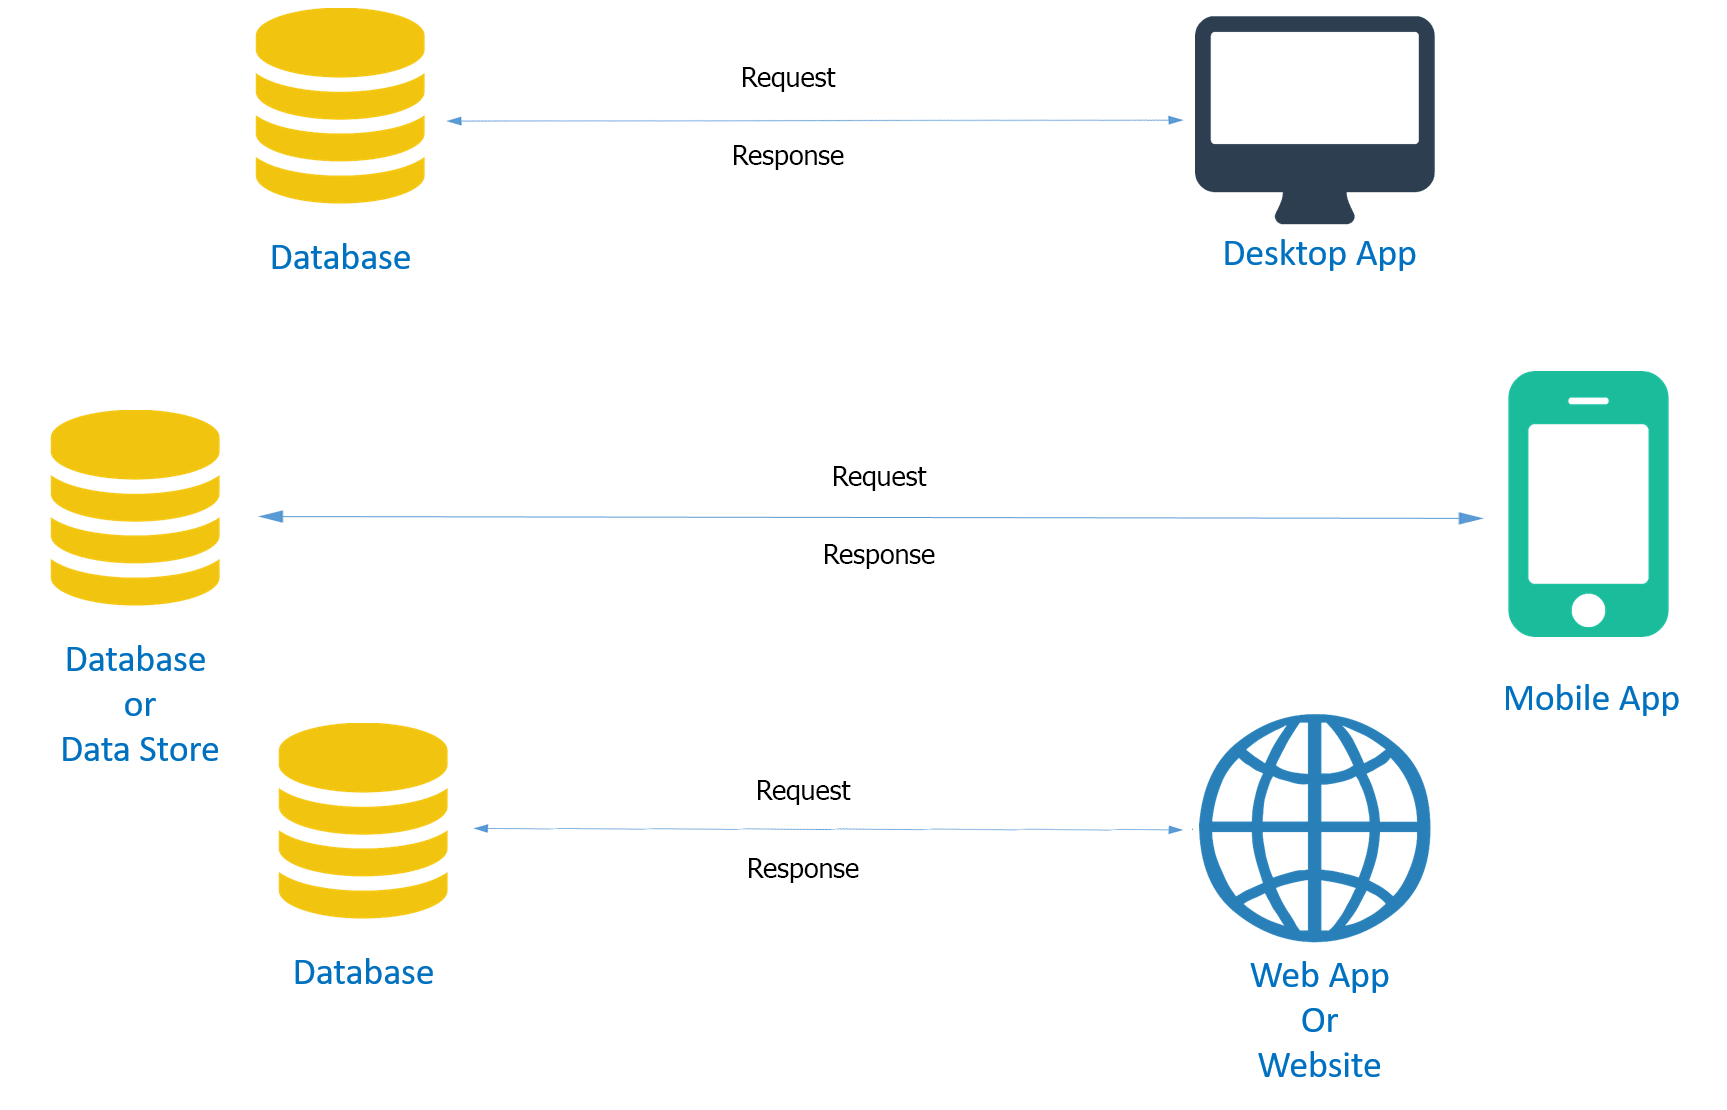 Request
Response
Database
Desktop App
Request
Response
Database
or
Data Store
Mobile App
Request
Response
Database
Web App
Or
Website